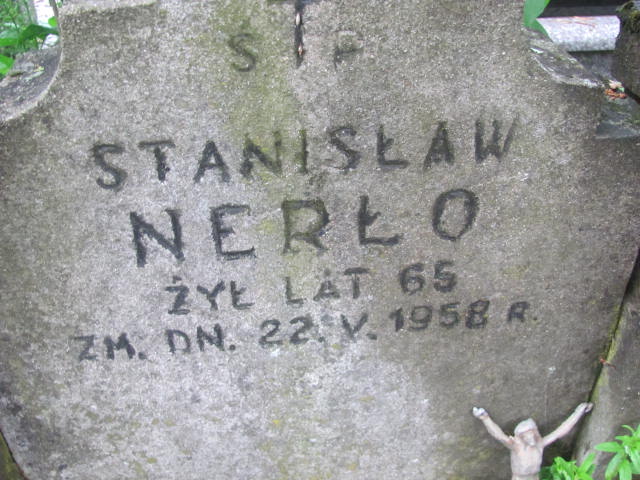 Ś P
STANISŁAW
NERŁO
ŻYŁ LAT 65
ZM. DN. 22. V. 1958 R.